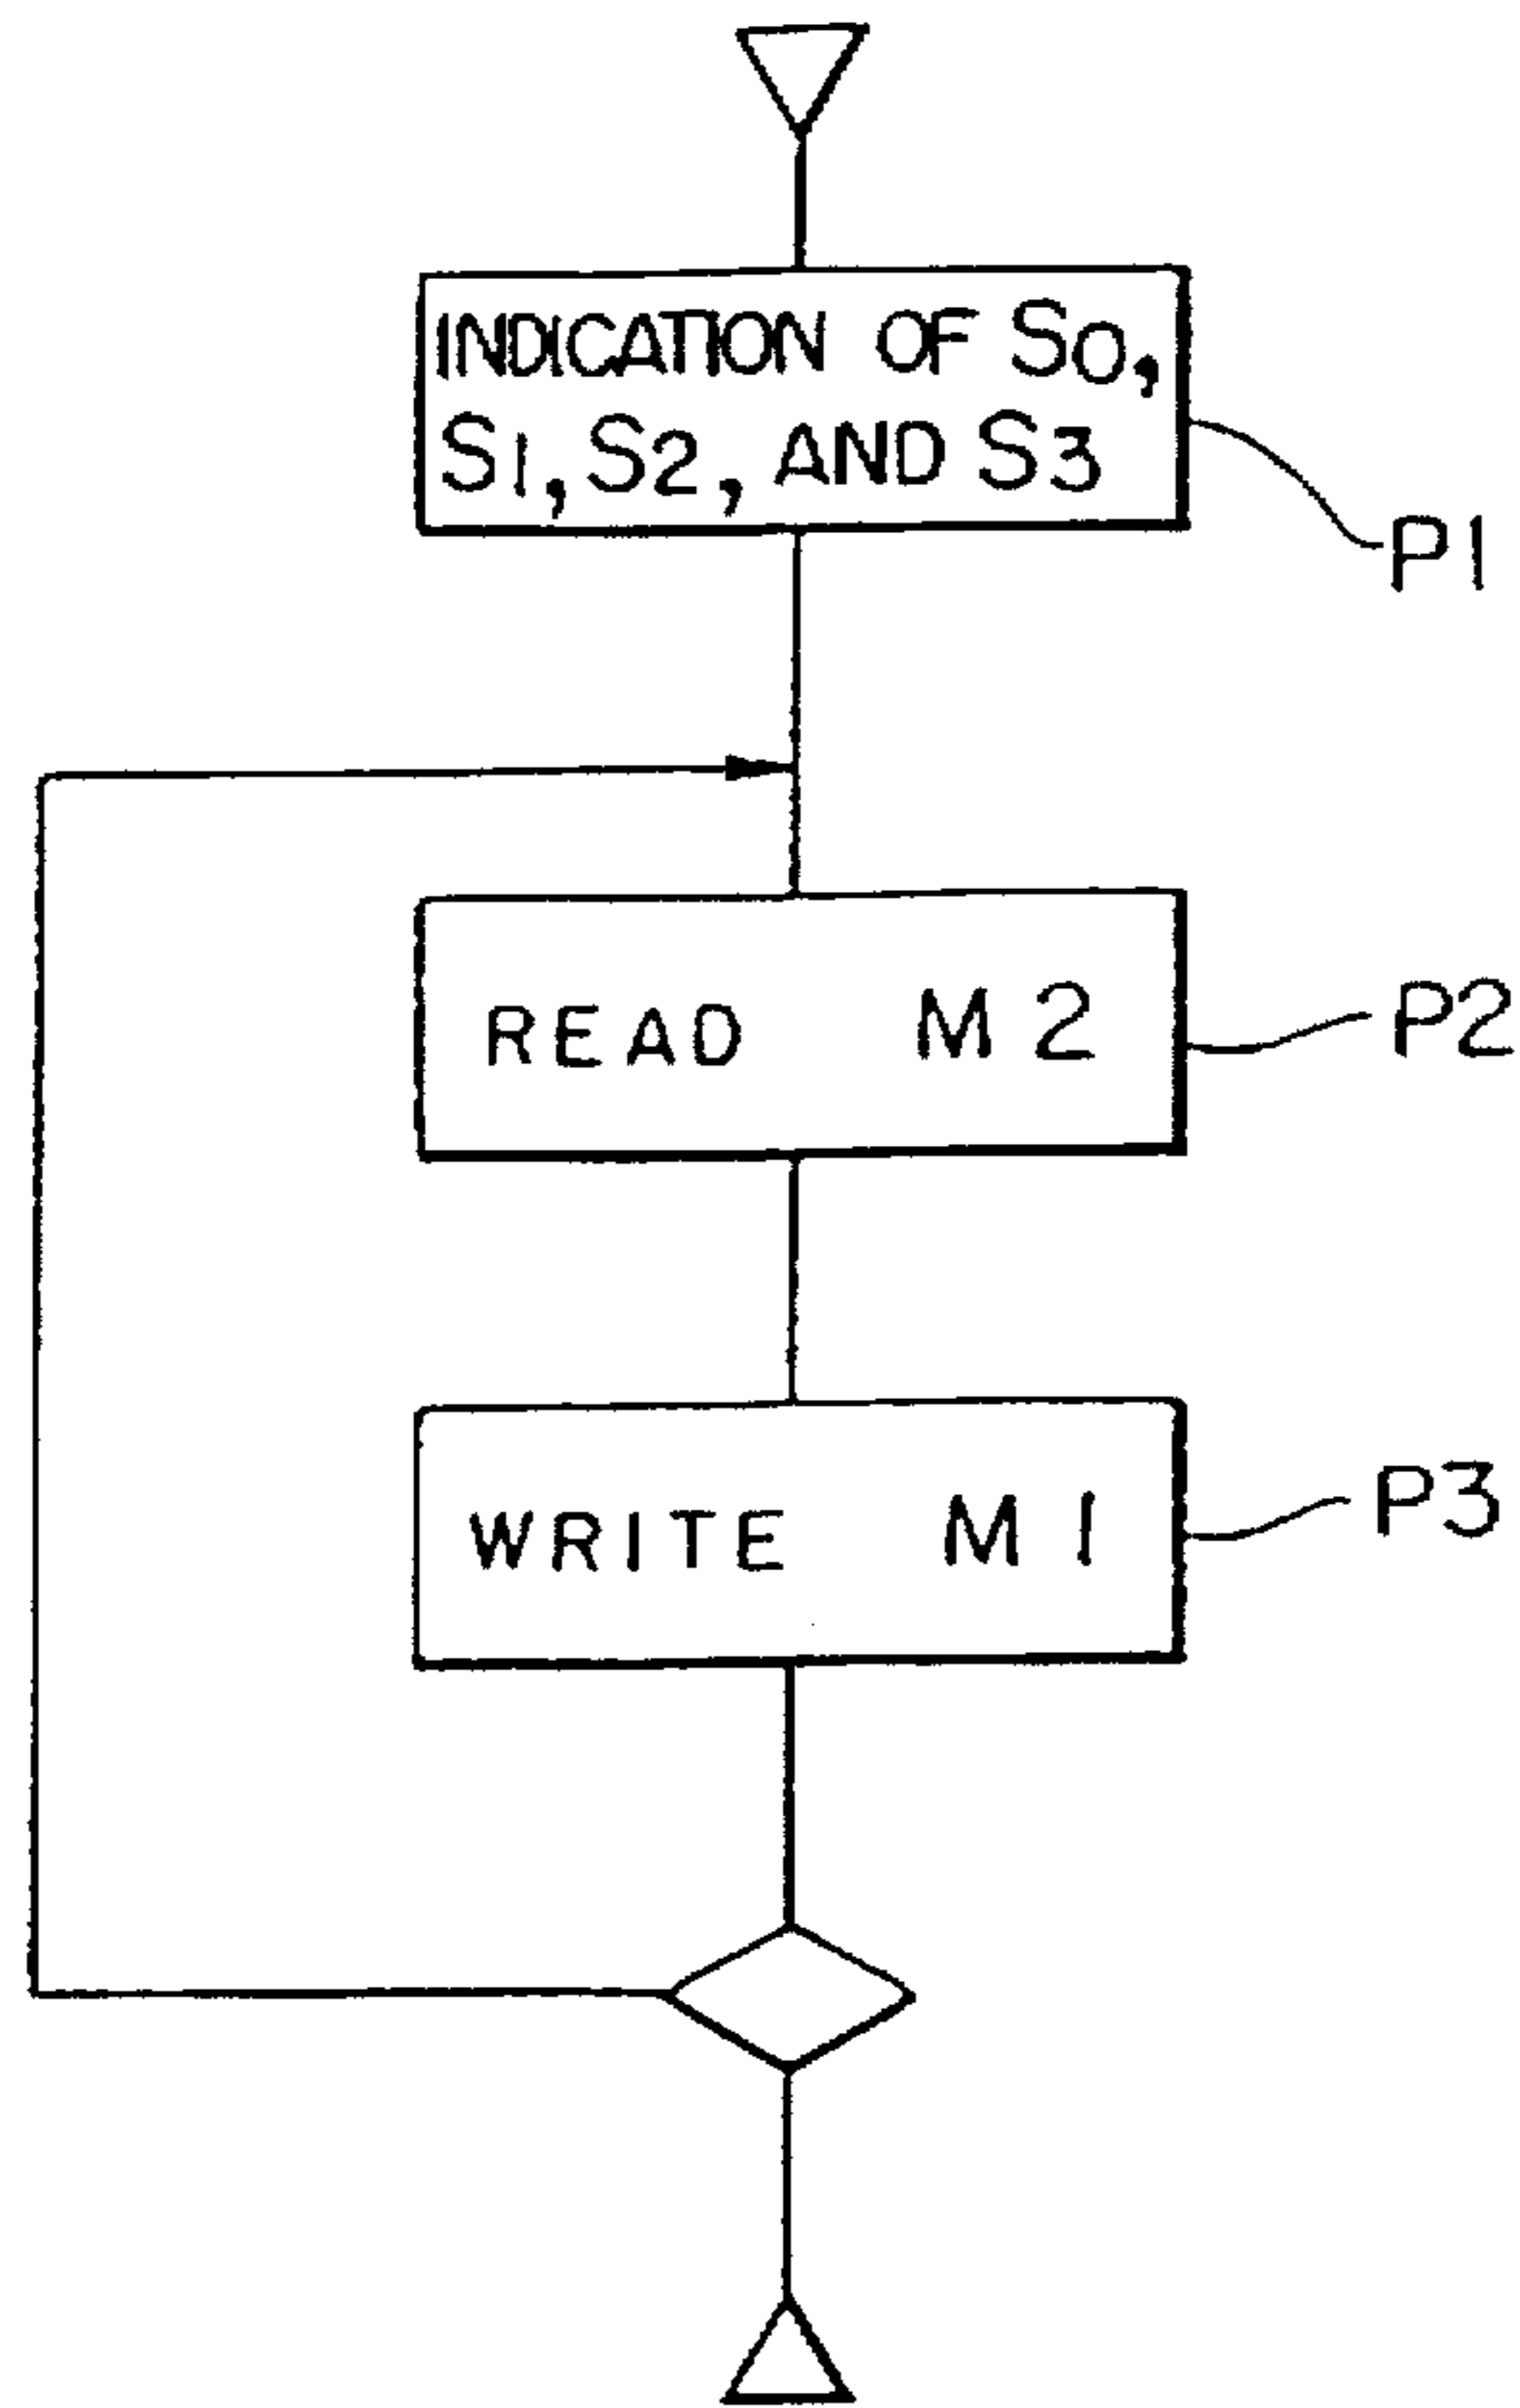 INDICATION OF S0,
S1, S2, AND S3
P1
READ M2
P2
WRITE M1
P3